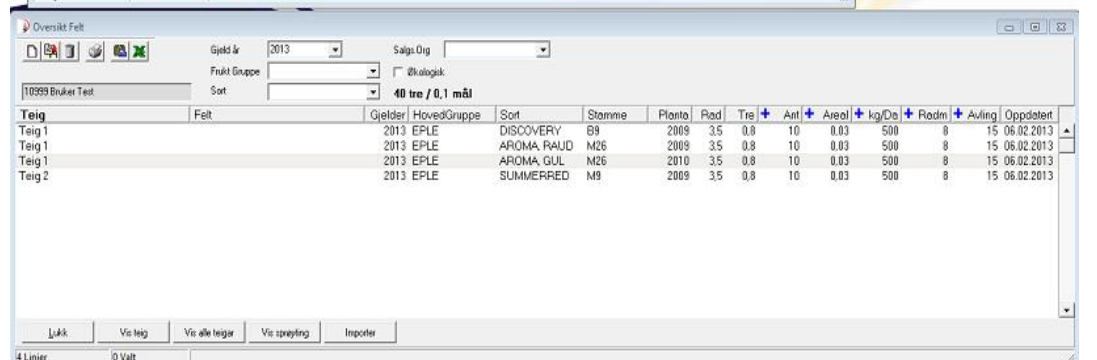 Oversikt Felt
Gjeld år 2013 Salgs.Org
Frukt Gruppe Økologisk
10999 Bruker Test Sort 40 tre / 0,1 mål
Teig Felt Gjelder HovedGruppe Sort Stamme Planta Rad Tre + Ant + Areal + kg/Da + Radm + Avling Oppdatert
Teig 1 2013 EPLE DISCOVERY B9 2009 3,5 0,8 10 0,03 500 8 15 06.02.2013
Teig 1 2013 EPLE AROMA, RAUD M26 2009 3,5 0,8 10 0,03 500 8 15 06.02.2013
Teig 1 2013 EPLE AROMA, GUL M26 2010 3,5 0,8 10 0,03 500 8 15 06.02.2013
Teig 2 2013 EPLE SUMMERRED M9 2009 3,5 0,8 10 0,03 500 8 15 06.02.2013
Lukk Vis teig Vis alle teigar Vis sprøyting Importer
4 Linjer 0 Valt